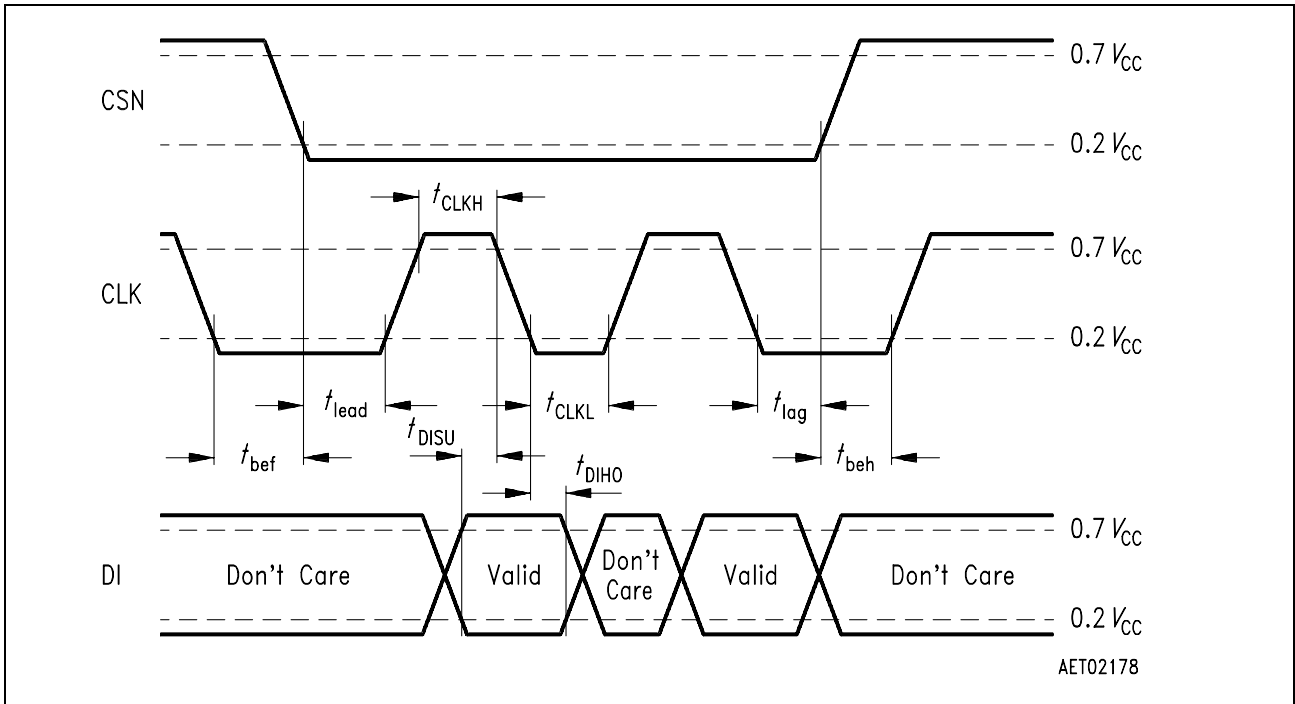 0.7 VCC
CSN
0.2 VCC
tCLKH
0.7 VCC
CLK
0.2 VCC
tlead
tCLKL
tlag
tDISU
tbef
tbeh
tDIHO
0.7 VCC
DI
Don't Care
Valid
Don't
Care
Valid
Don't Care
0.2 VCC
AET02178